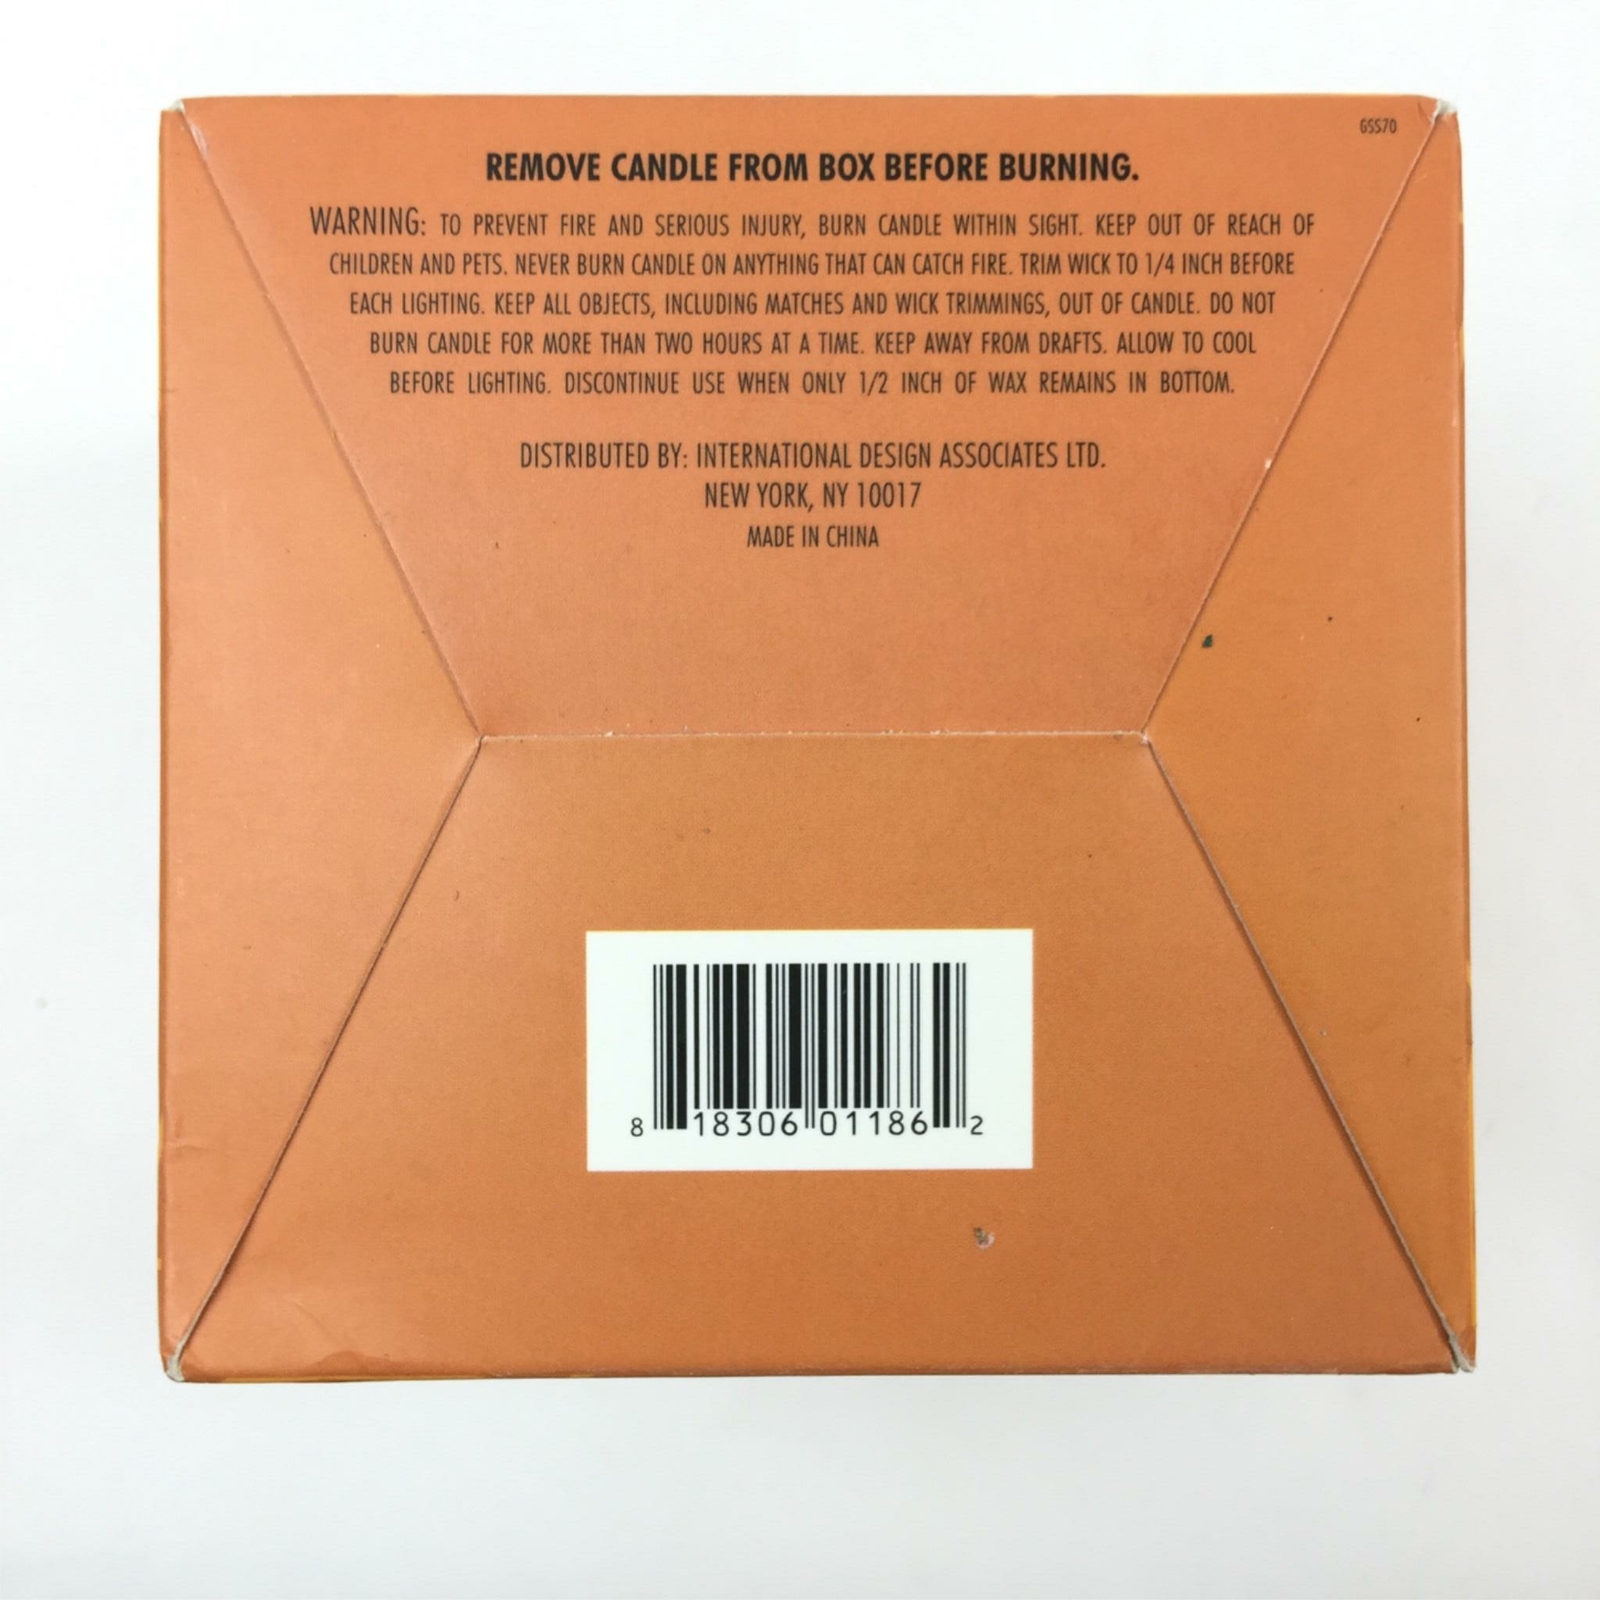 GSS70
REMOVE CANDLE FROM BOX BEFORE BURNING.
WARNING: TO PREVENT FIRE AND SERIOUS INJURY, BURN CANDLE WITHIN SIGHT. KEEP OUT OF REACH OF
CHILDREN AND PETS. NEVER BURN CANDLE ON ANYTHING THAT CAN CATCH FIRE. TRIM WICK TO 1/4 INCH BEFORE
EACH LIGHTING. KEEP ALL OBJECTS, INCLUDING MATCHES AND WICK TRIMMINGS, OUT OF CANDLE. DO NOT
BURN CANDLE FOR MORE THAN TWO HOURS AT A TIME. KEEP AWAY FROM DRAFTS. ALLOW TO COOL
BEFORE LIGHTING. DISCONTINUE USE WHEN ONLY 1/2 INCH OF WAX REMAINS IN BOTTOM.
DISTRIBUTED BY: INTERNATIONAL DESIGN ASSOCIATES LTD.
NEW YORK, NY 10017
MADE IN CHINA
8 18306 01186 2